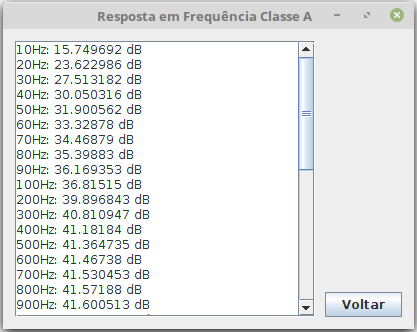 Resposta em Frequência Classe A
10Hz: 15.749692 dB
20Hz: 23.622986 dB
30Hz: 27.513182 dB
40Hz: 30.050316 dB
50Hz: 31.900562 dB
60Hz: 33.32878 dB
70Hz: 34.46879 dB
80Hz: 35.39883 dB
90Hz: 36.169353 dB
100Hz: 36.81515 dB
200Hz: 39.896843 dB
300Hz: 40.810947 dB
400Hz: 41.18184 dB
500Hz: 41.364735 dB
600Hz: 41.46738 dB
700Hz: 41.530453 dB
800Hz: 41.57188 dB
900Hz: 41.600513 dB
Voltar